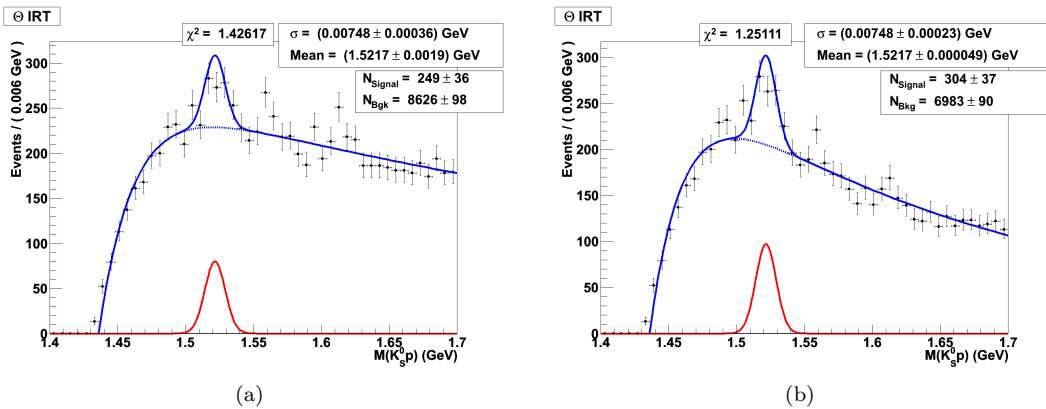 Θ IRT
χ² = 1.42617
σ = (0.00748 ± 0.00036) GeV
Mean = (1.5217 ± 0.0019) GeV
N_Signal = 249 ± 36
N_Bgk = 8626 ± 98
Events / ( 0.006 GeV )
300
250
200
150
100
50
0
1.4 1.45 1.5 1.55 1.6 1.65 1.7
M(K⁰_S p) (GeV)
(a)
Θ IRT
χ² = 1.25111
σ = (0.00748 ± 0.00023) GeV
Mean = (1.5217 ± 0.000049) GeV
N_Signal = 304 ± 37
N_Bkg = 6983 ± 90
Events / ( 0.006 GeV )
300
250
200
150
100
50
0
1.4 1.45 1.5 1.55 1.6 1.65 1.7
M(K⁰_S p) (GeV)
(b)